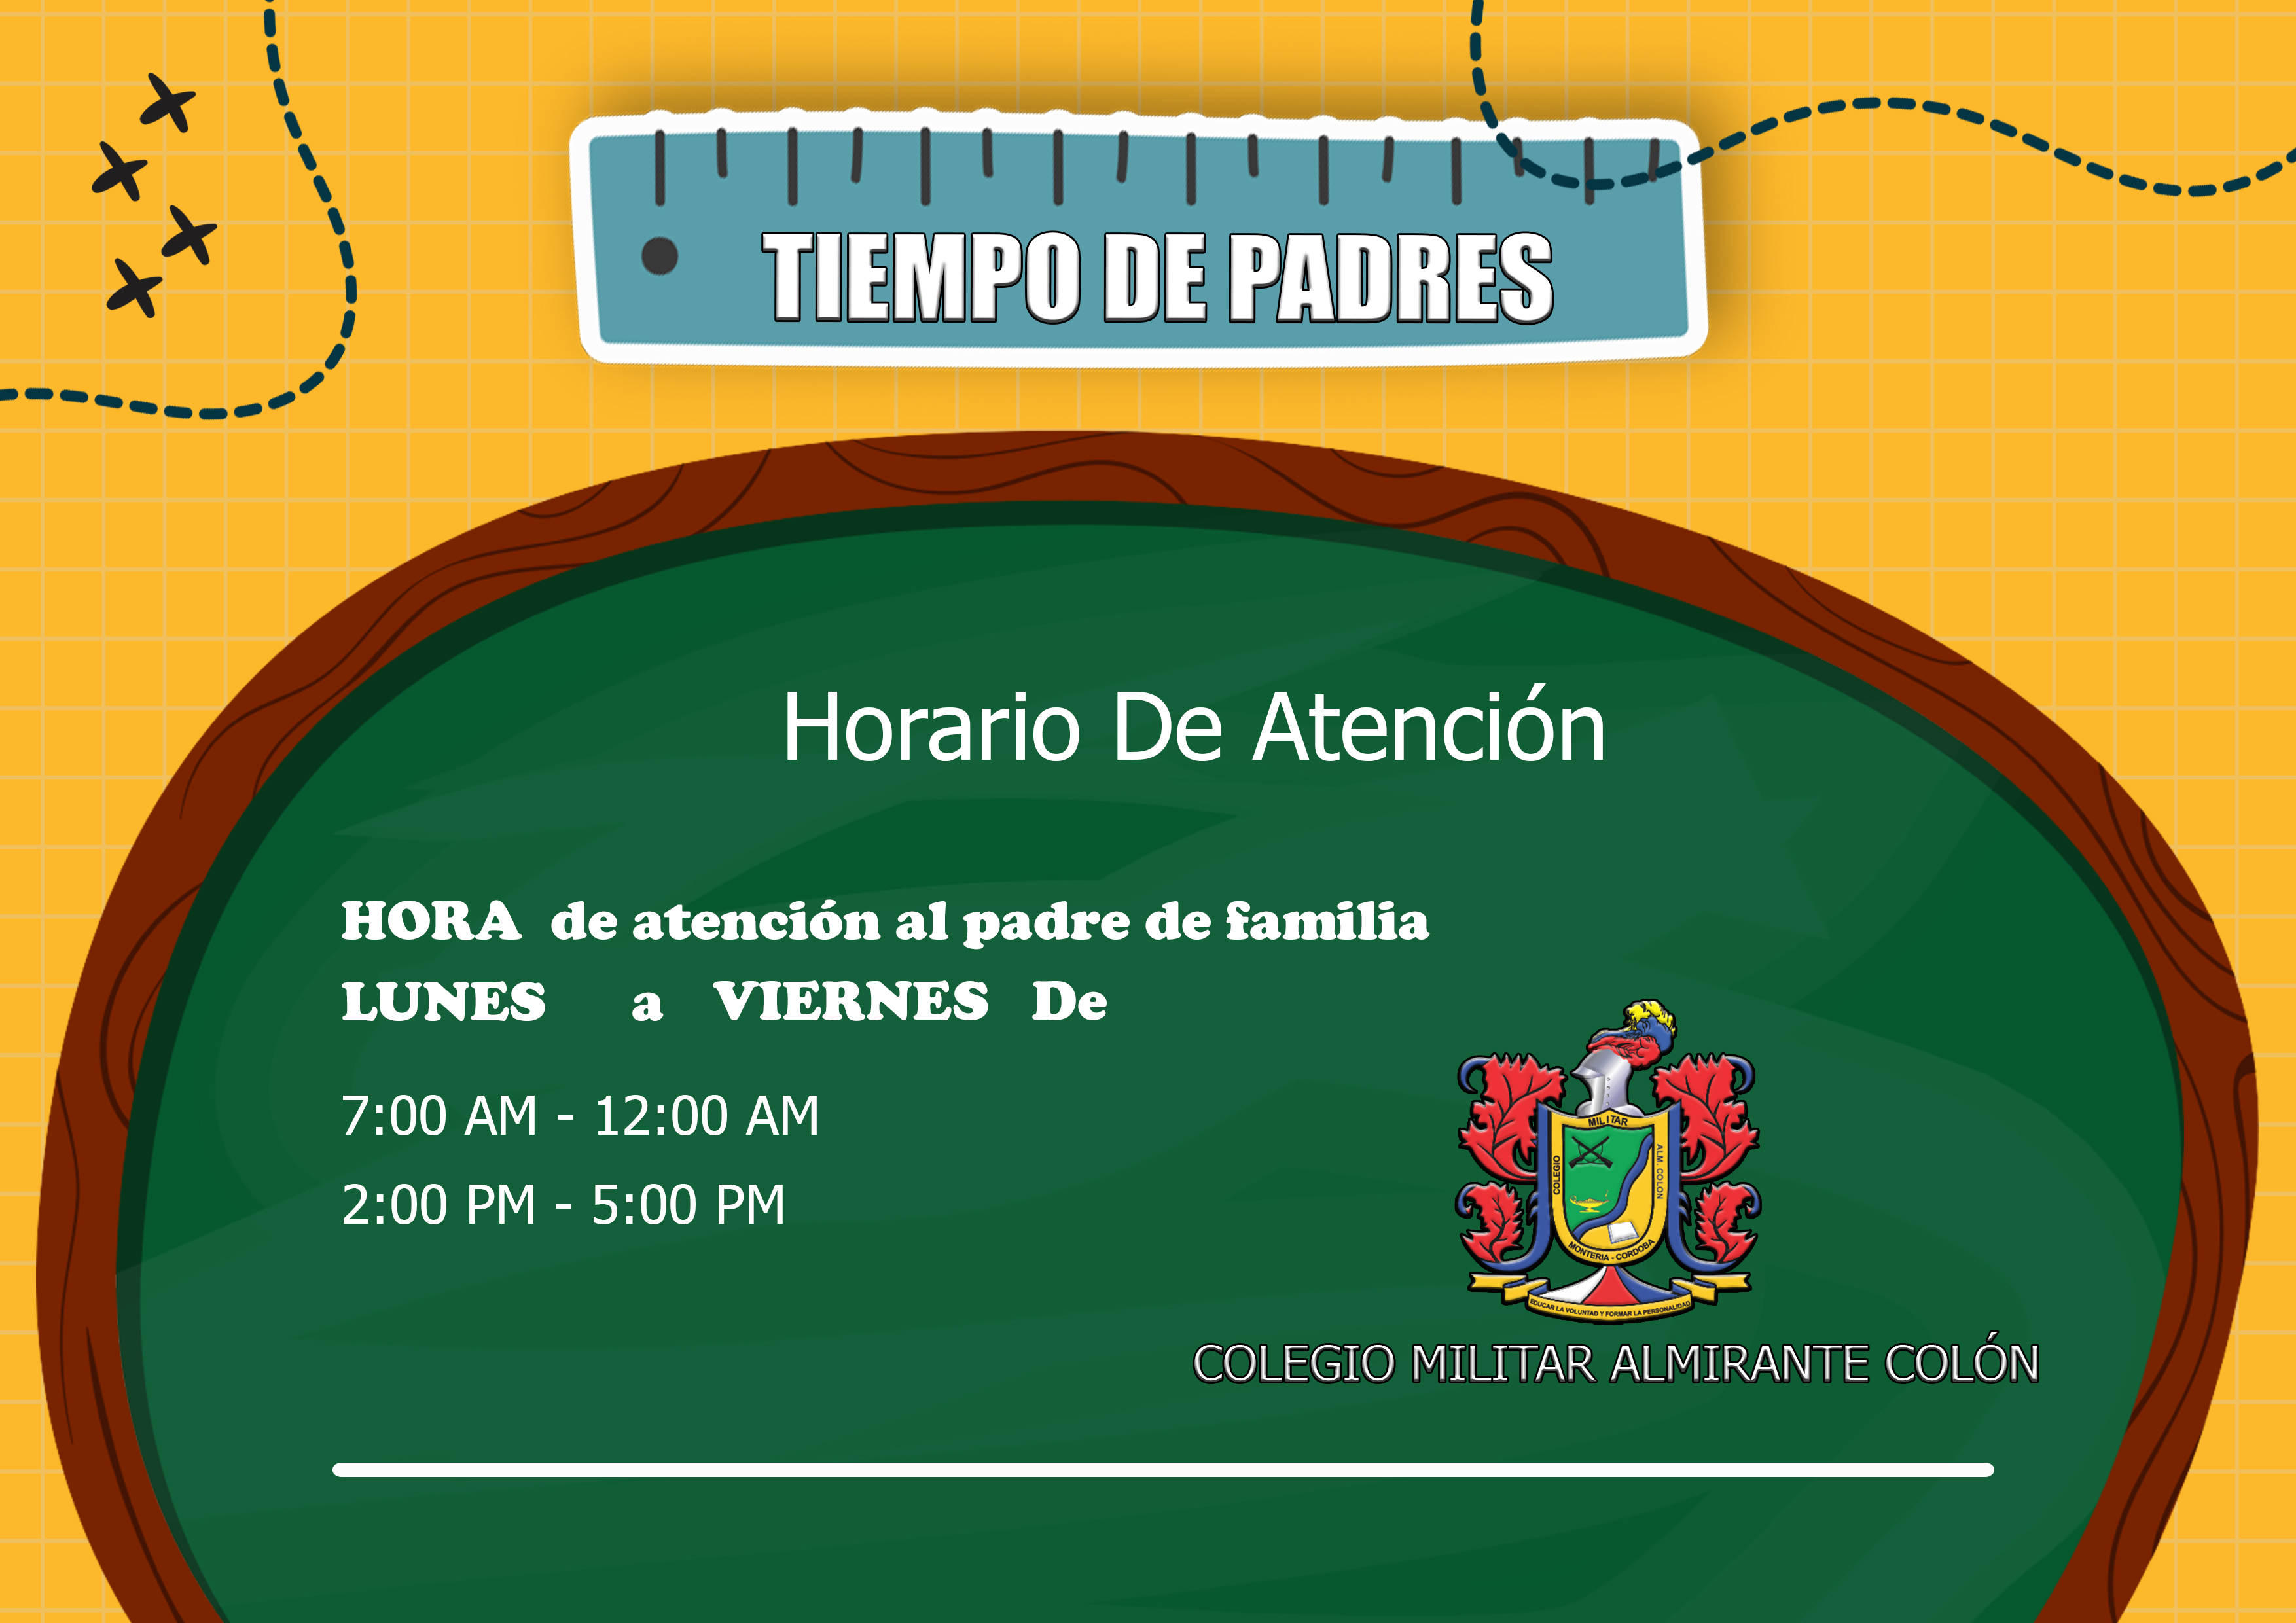 TIEMPO DE PADRES
Horario De Atención
HORA de atención al padre de familia
LUNES a VIERNES De
7:00 AM - 12:00 AM
2:00 PM - 5:00 PM
MILITAR
COLEGIO
ALM. COLON
MONTERIA - CORDOBA
EDUCAR LA VOLUNTAD Y FORMAR LA PERSONALIDAD
COLEGIO MILITAR ALMIRANTE COLÓN